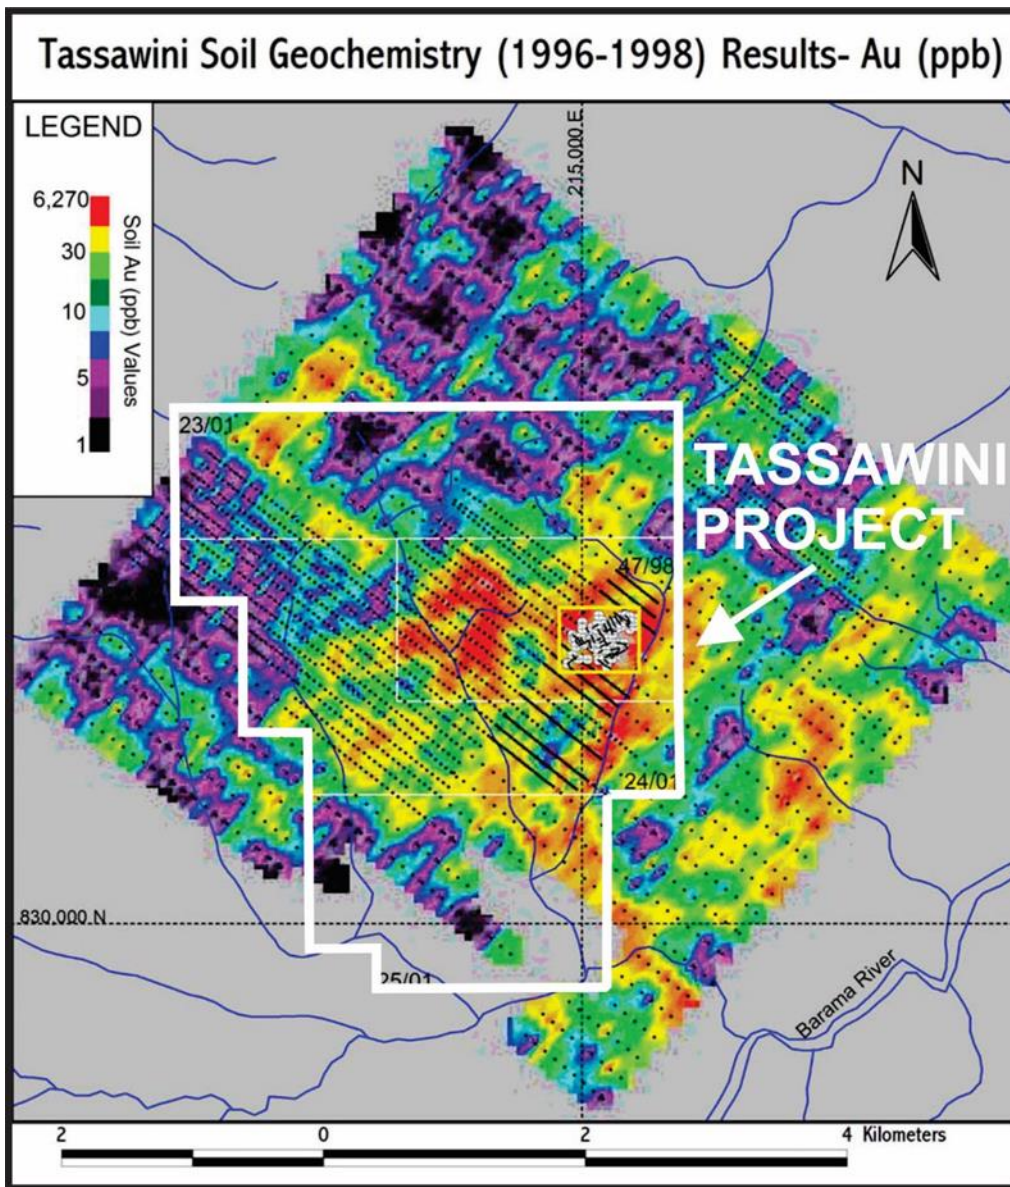 Tassawini Soil Geochemistry (1996-1998) Results- Au (ppb)
LEGEND
6,270
30
10
5
1
Soil Au (ppb) Values
215.000 E
N
23/01
TASSAWINI
PROJECT
47/98
24/01
830.000 N
25/01
Barama River
2
0
2
4 Kilometers